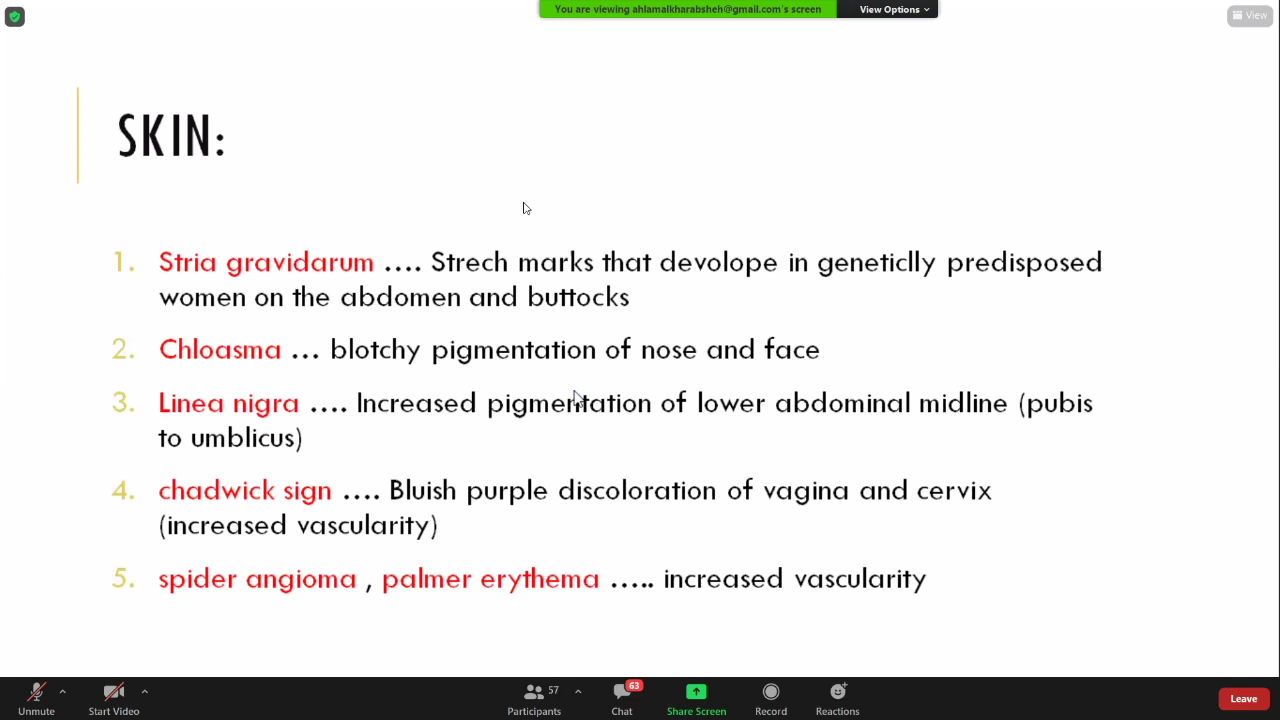 You are viewing ahlamalkharabsheh@gmail.com's screen
View Options
View
SKIN:
1. Stria gravidarum .... Strech marks that devolope in geneticlly predisposed
women on the abdomen and buttocks
2. Chloasma ... blotchy pigmentation of nose and face
3. Linea nigra .... Increased pigmentation of lower abdominal midline (pubis
to umblicus)
4. chadwick sign .... Bluish purple discoloration of vagina and cervix
(increased vascularity)
5. spider angioma , palmer erythema ..... increased vascularity
57
63
Unmute
Start Video
Participants
Chat
Share Screen
Record
Reactions
Leave